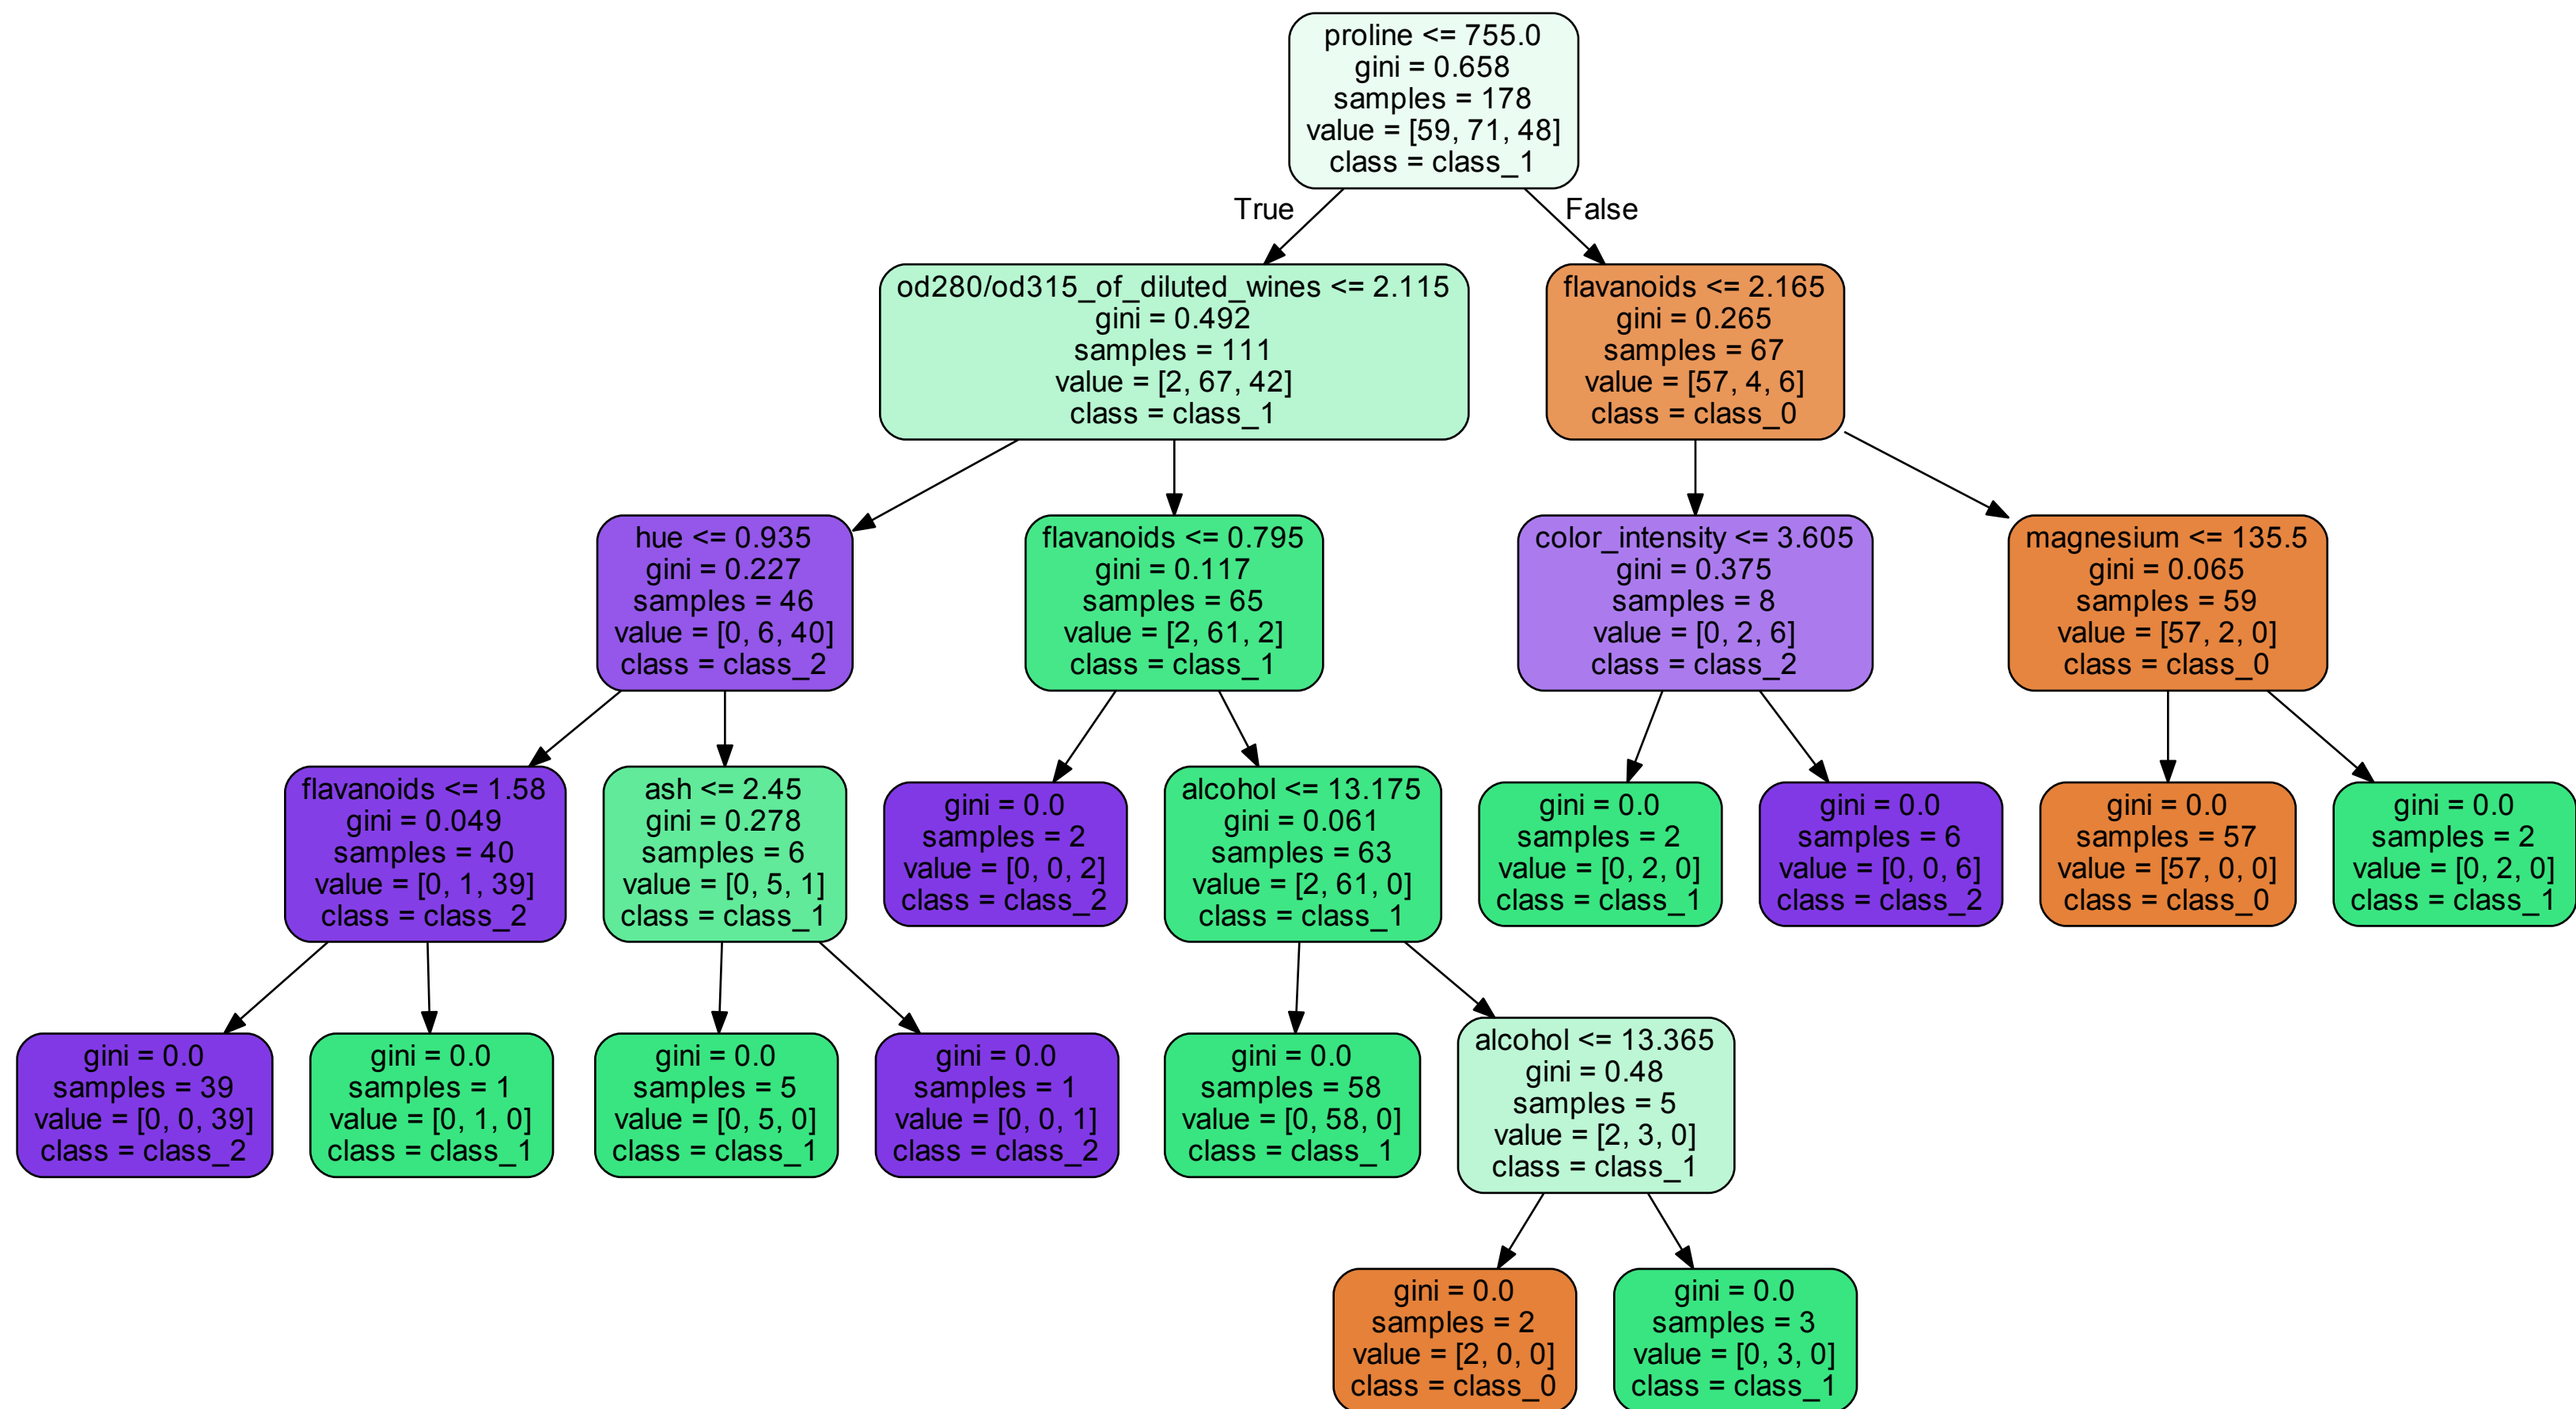 proline <= 755.0
gini = 0.658
samples = 178
value = [59, 71, 48]
class = class_1
True
False
od280/od315_of_diluted_wines <= 2.115
gini = 0.492
samples = 111
value = [2, 67, 42]
class = class_1
flavanoids <= 2.165
gini = 0.265
samples = 67
value = [57, 4, 6]
class = class_0
hue <= 0.935
gini = 0.227
samples = 46
value = [0, 6, 40]
class = class_2
flavanoids <= 0.795
gini = 0.117
samples = 65
value = [2, 61, 2]
class = class_1
color_intensity <= 3.605
gini = 0.375
samples = 8
value = [0, 2, 6]
class = class_2
magnesium <= 135.5
gini = 0.065
samples = 59
value = [57, 2, 0]
class = class_0
flavanoids <= 1.58
gini = 0.049
samples = 40
value = [0, 1, 39]
class = class_2
ash <= 2.45
gini = 0.278
samples = 6
value = [0, 5, 1]
class = class_1
gini = 0.0
samples = 2
value = [0, 0, 2]
class = class_2
alcohol <= 13.175
gini = 0.061
samples = 63
value = [2, 61, 0]
class = class_1
gini = 0.0
samples = 2
value = [0, 2, 0]
class = class_1
gini = 0.0
samples = 6
value = [0, 0, 6]
class = class_2
gini = 0.0
samples = 57
value = [57, 0, 0]
class = class_0
gini = 0.0
samples = 2
value = [0, 2, 0]
class = class_1
gini = 0.0
samples = 39
value = [0, 0, 39]
class = class_2
gini = 0.0
samples = 1
value = [0, 1, 0]
class = class_1
gini = 0.0
samples = 5
value = [0, 5, 0]
class = class_1
gini = 0.0
samples = 1
value = [0, 0, 1]
class = class_2
gini = 0.0
samples = 58
value = [0, 58, 0]
class = class_1
alcohol <= 13.365
gini = 0.48
samples = 5
value = [2, 3, 0]
class = class_1
gini = 0.0
samples = 2
value = [2, 0, 0]
class = class_0
gini = 0.0
samples = 3
value = [0, 3, 0]
class = class_1